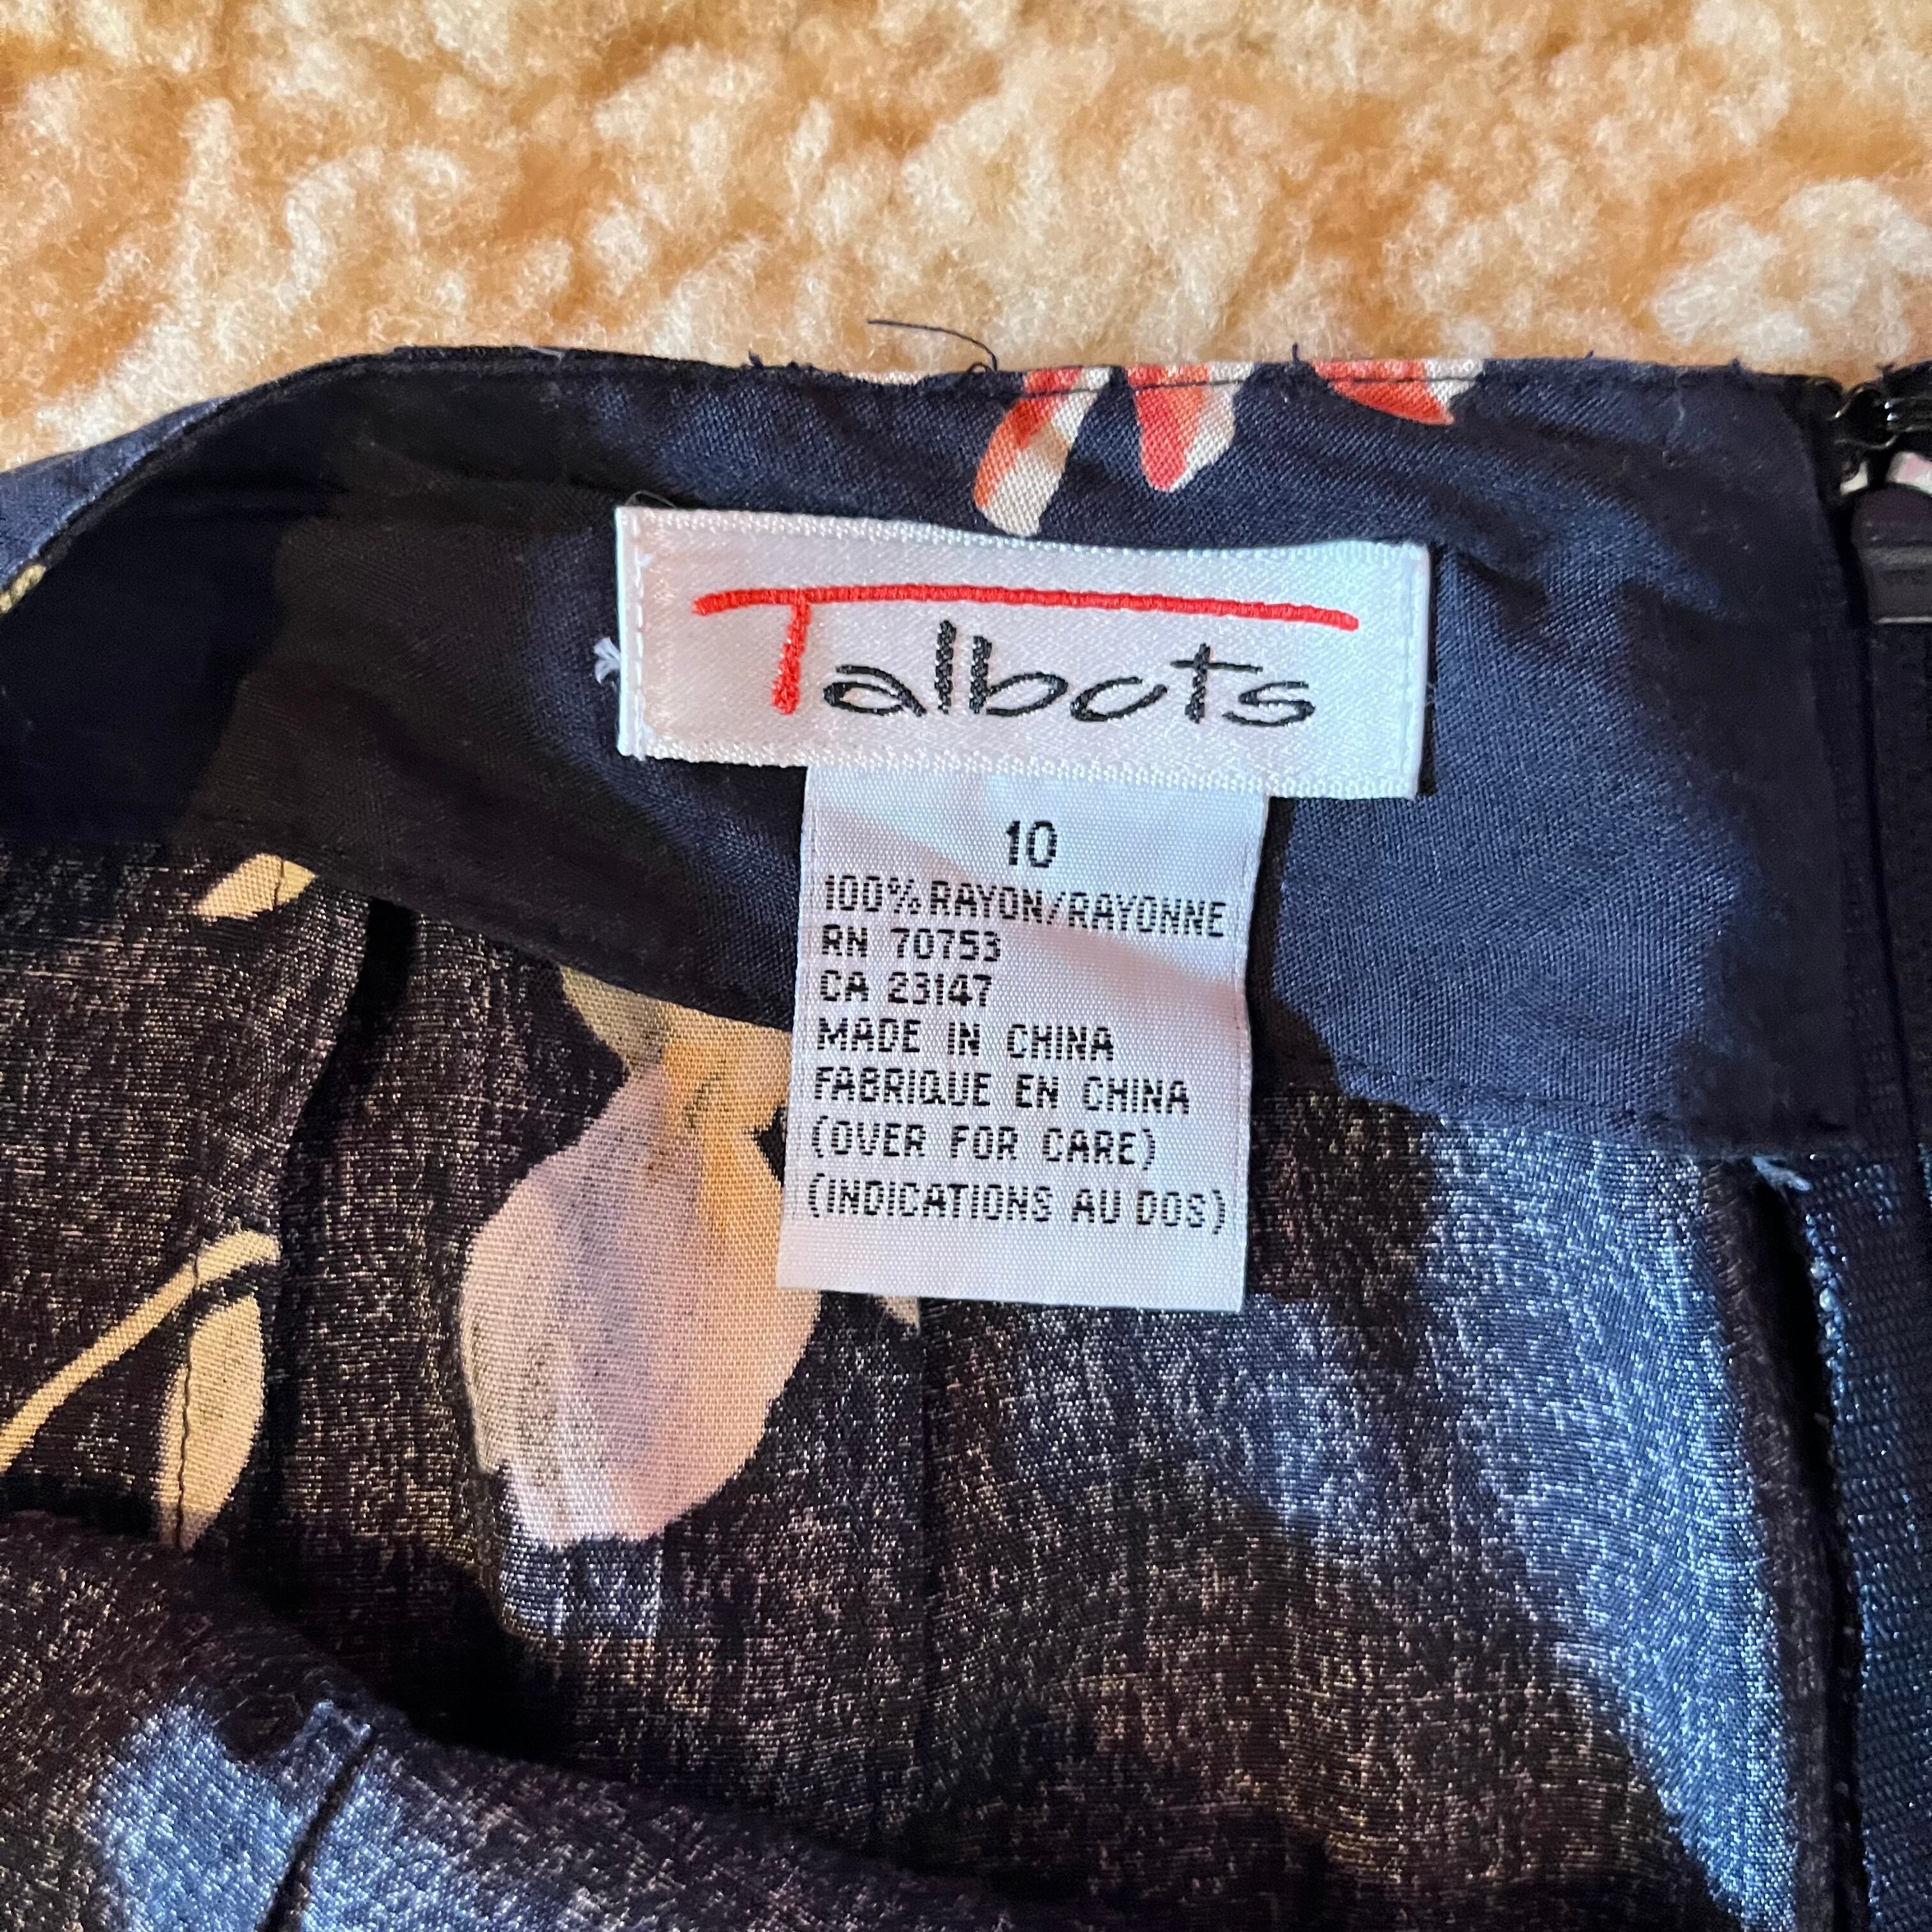 Talbots
10
100% RAYON/RAYONNE
RN 70753
CA 23147
MADE IN CHINA
FABRIQUE EN CHINA
(OVER FOR CARE)
(INDICATIONS AU DOS)